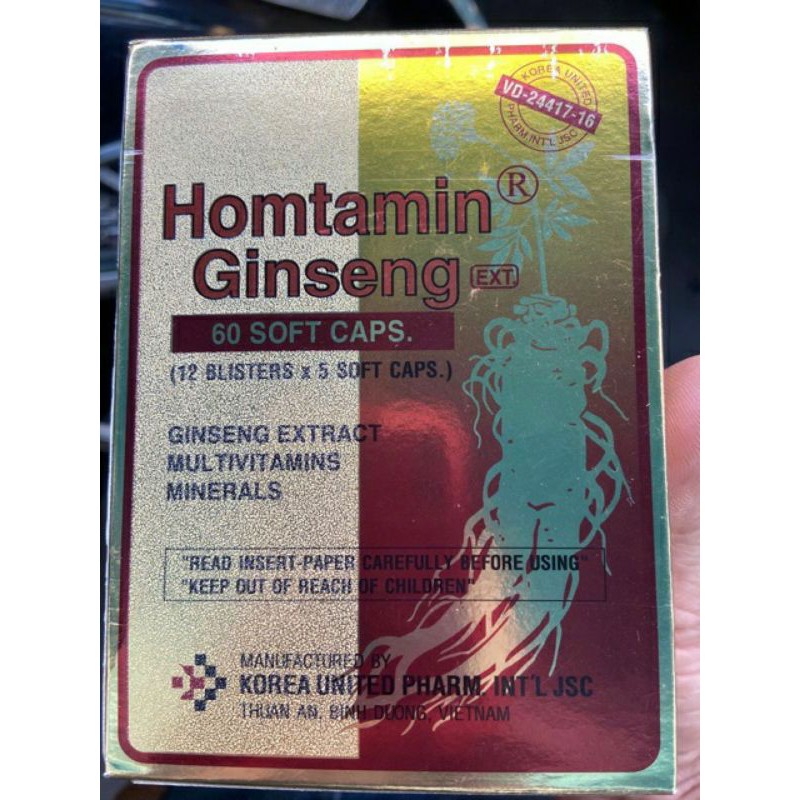 KOREA UNITED
VD-24417-16
PHARM. INT'L JSC
Homtamin®
Ginseng EXT.
60 SOFT CAPS.
(12 BLISTERS x 5 SOFT CAPS.)
GINSENG EXTRACT
MULTIVITAMINS
MINERALS
"READ INSERT-PAPER CAREFULLY BEFORE USING"
"KEEP OUT OF REACH OF CHILDREN"
MANUFACTURED BY
KOREA UNITED PHARM. INT'L JSC
THUAN AN, BINH DUONG, VIETNAM